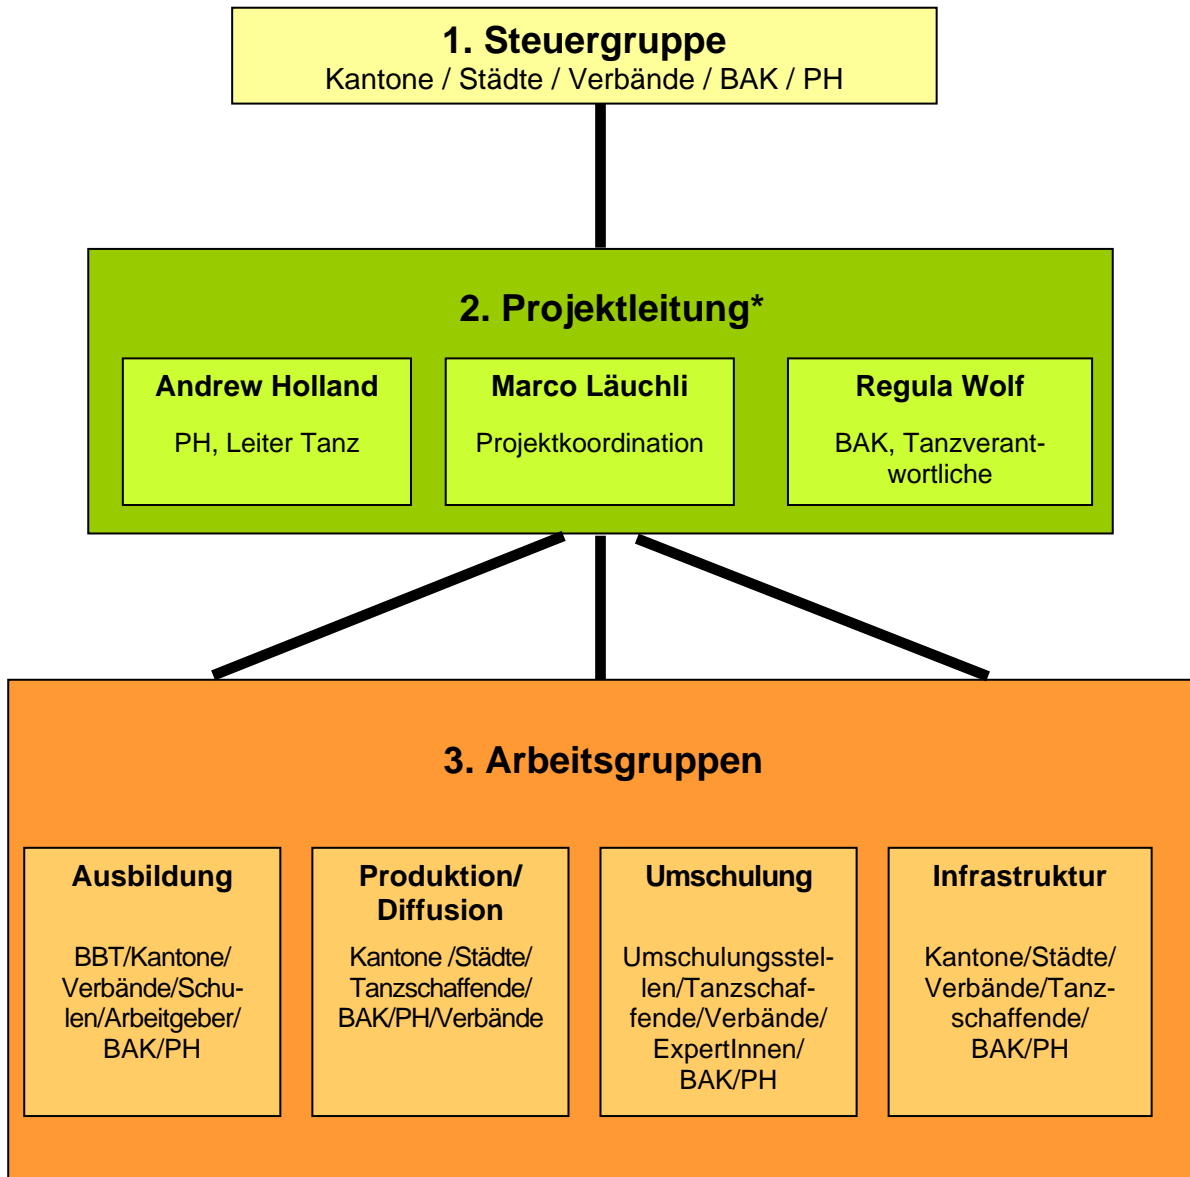 1. Steuergruppe
Kantone / Städte / Verbände / BAK / PH
2. Projektleitung*
Andrew Holland
PH, Leiter Tanz
Marco Läuchli
Projektkoordination
Regula Wolf
BAK, Tanzverant-
wortliche
3. Arbeitsgruppen
Ausbildung
BBT/Kantone/
Verbände/Schu-
len/Arbeitgeber/
BAK/PH
Produktion/
Diffusion
Kantone /Städte/
Tanzschaffende/
BAK/PH/Verbände
Umschulung
Umschulungsstel-
len/Tanzschaf-
fende/Verbände/
ExpertInnen/
BAK/PH
Infrastruktur
Kantone/Städte/
Verbände/Tanz-
schaffende/
BAK/PH